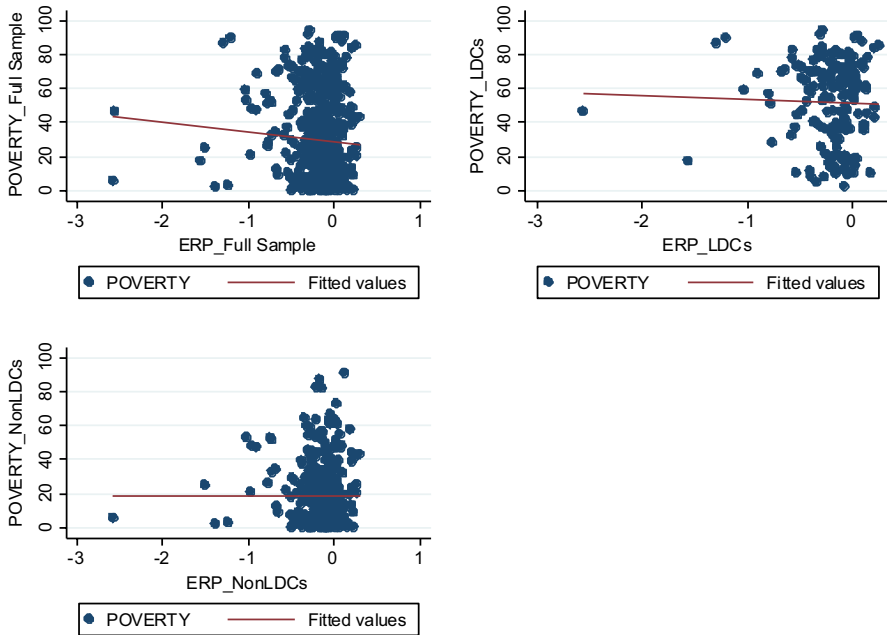 POVERTY_Full Sample
100
80
60
40
20
0
-3 -2 -1 0 1
ERP_Full Sample
POVERTY Fitted values
POVERTY_LDCs
100
80
60
40
20
0
-3 -2 -1 0
ERP_LDCs
POVERTY Fitted values
POVERTY_NonLDCs
100
80
60
40
20
0
-3 -2 -1 0 1
ERP_NonLDCs
POVERTY Fitted values